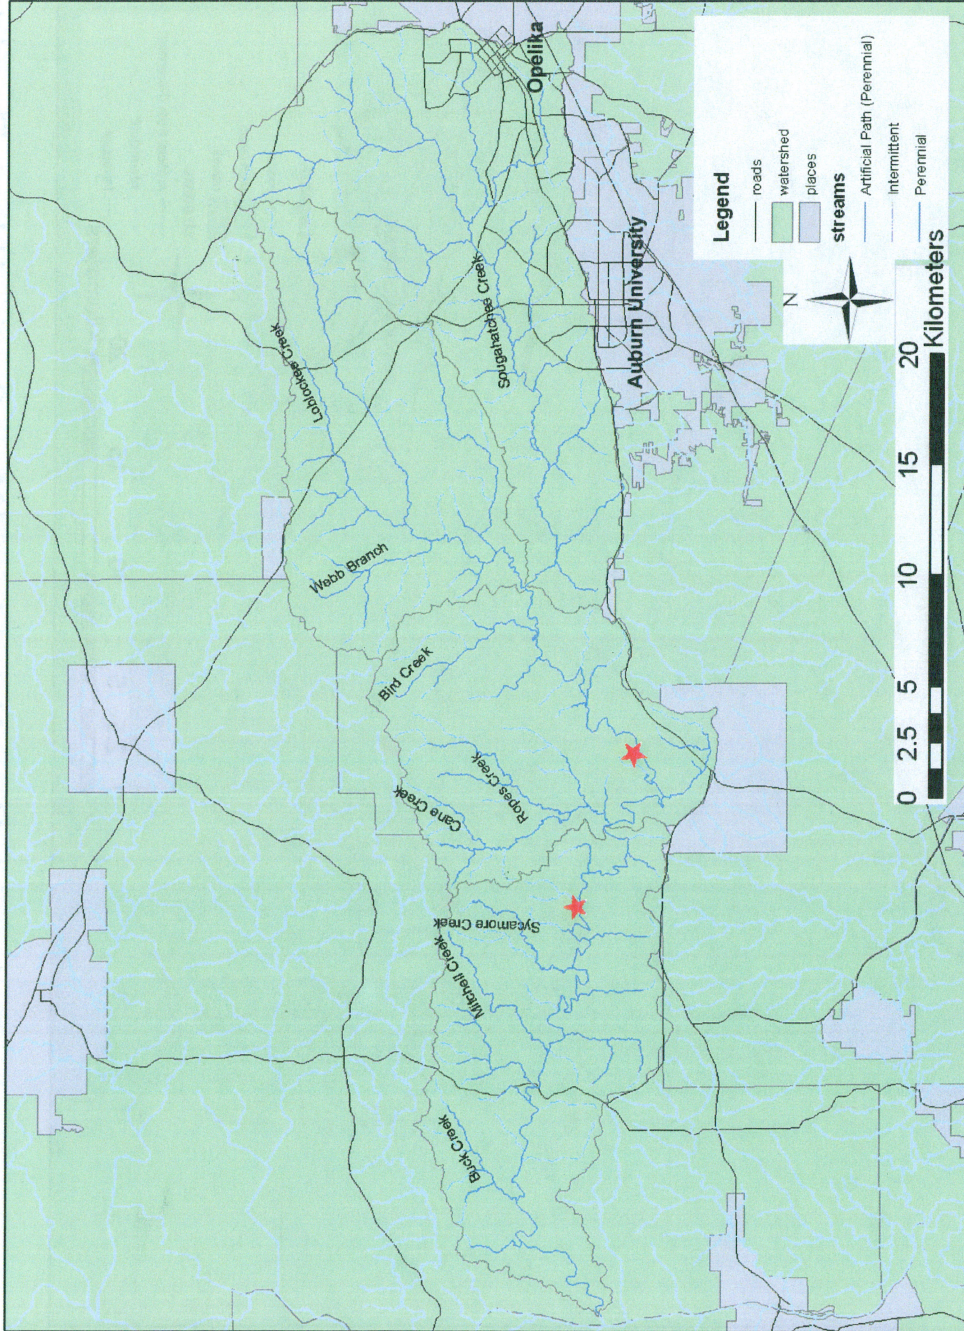 Opelika
Loblockee Creek
Sougahatchee Creek
Auburn University
Webb Branch
Bird Creek
Ropes Creek
Cane Creek
Sycamore Creek
Mitchell Creek
Buck Creek
Legend
roads
watershed
places
streams
Artificial Path (Perennial)
Intermittent
Perennial
N
0 2.5 5 10 15 20
Kilometers